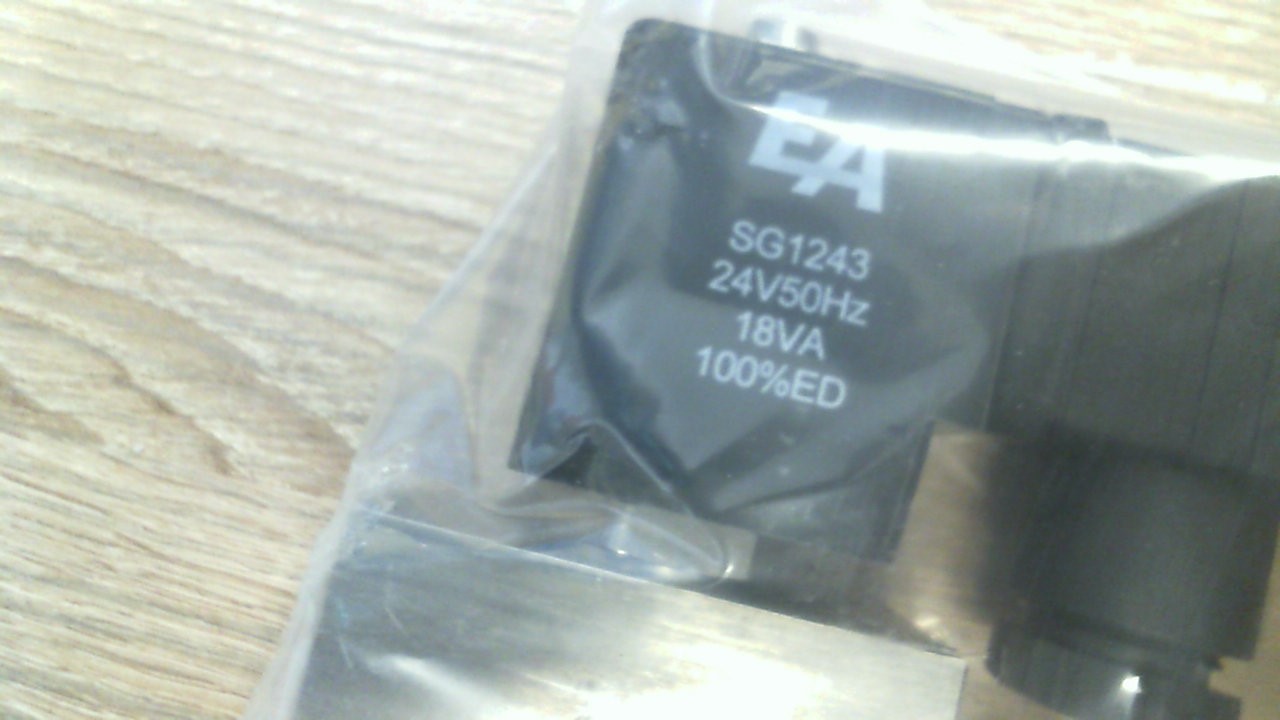 EA
SG1243
24V50Hz
18VA
100%ED